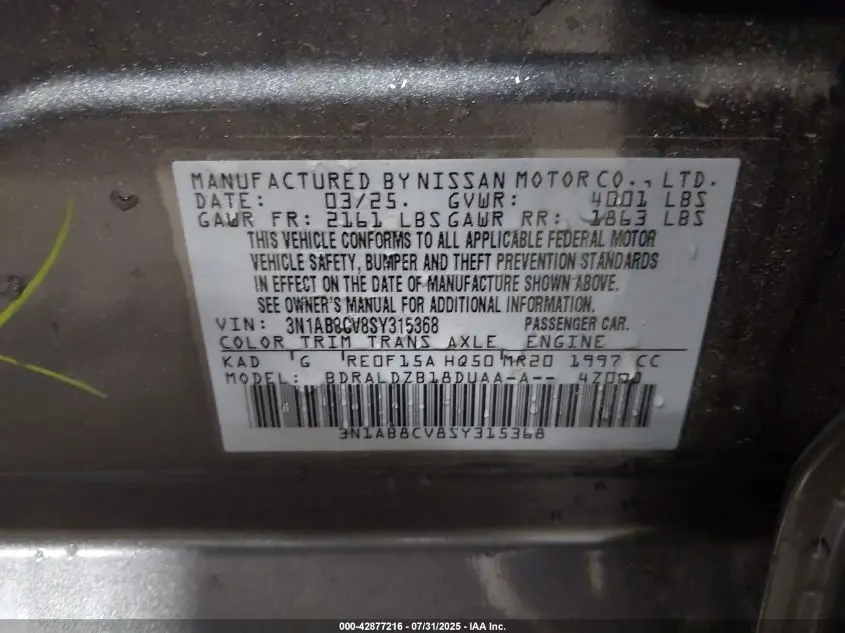 MANUFACTURED BY NISSAN MOTOR CO., LTD.
DATE: 03/25. GVWR: 4001 LBS
GAWR FR: 2161 LBS GAWR RR: 1863 LBS
THIS VEHICLE CONFORMS TO ALL APPLICABLE FEDERAL MOTOR
VEHICLE SAFETY, BUMPER AND THEFT PREVENTION STANDARDS
IN EFFECT ON THE DATE OF MANUFACTURE SHOWN ABOVE.
SEE OWNER'S MANUAL FOR ADDITIONAL INFORMATION.
VIN: 3N1AB8CV8SY315368 PASSENGER CAR.
COLOR TRIM TRANS AXLE ENGINE
KAD G RE0F15A HQ50 MR20 1997 CC
MODEL: BDRALDZB18DUAA-A--
3N1AB8CV8SY315368
000-42877216 - 07/31/2025 - IAA Inc.